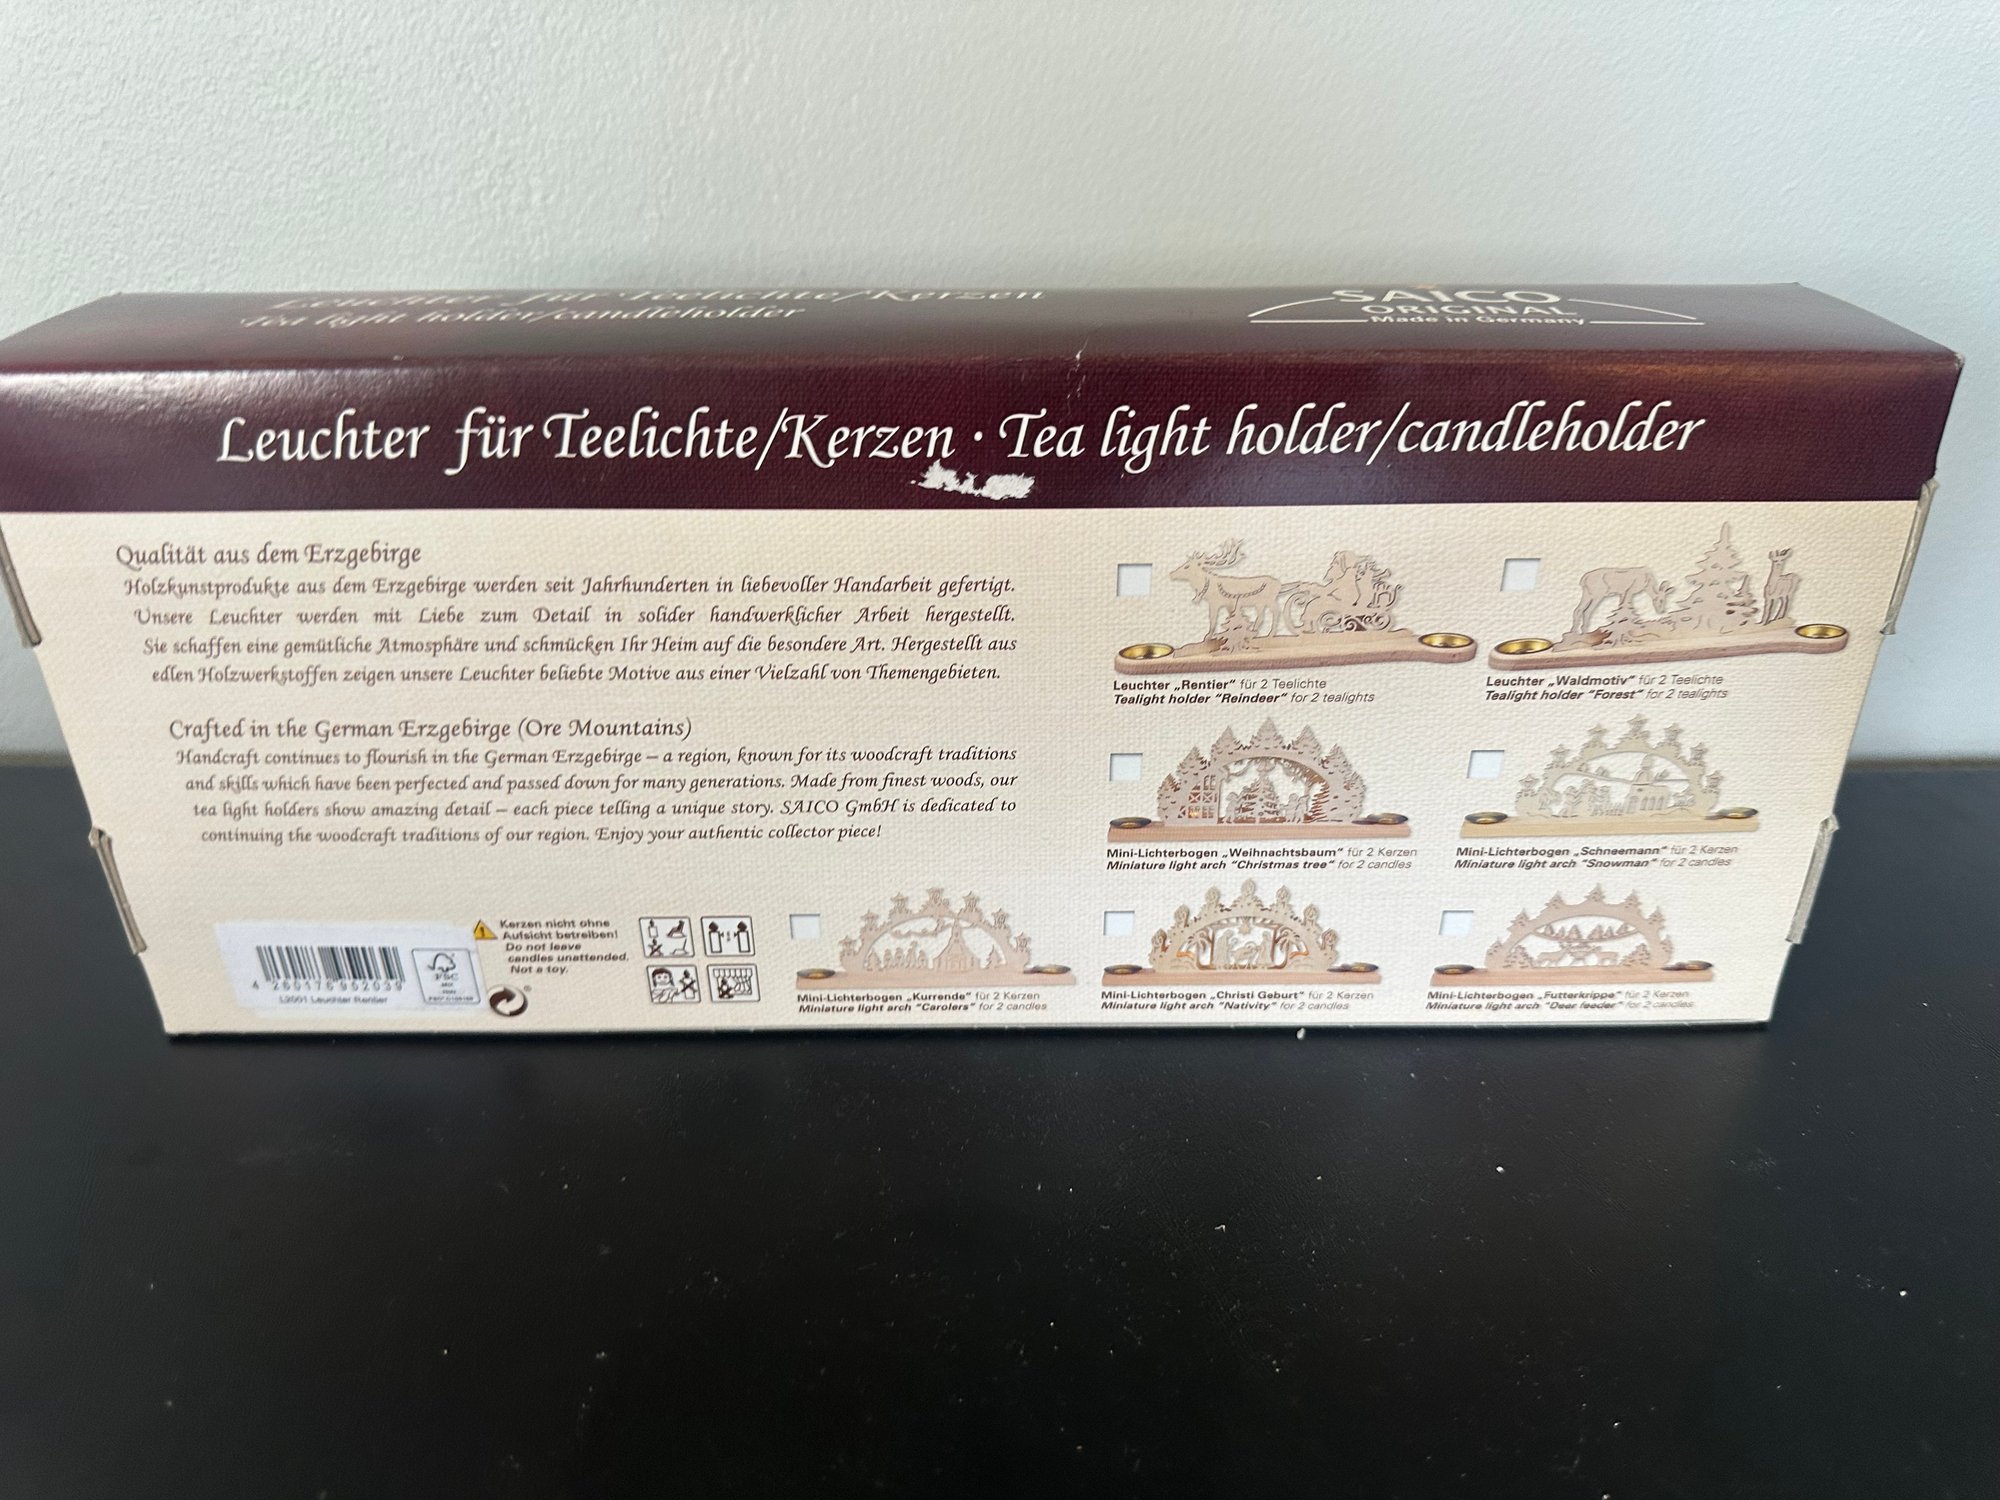 Leuchter für Teelichte/Kerzen
Tea light holder/candleholder
SAICO
ORIGINAL
Made in Germany
Leuchter für Teelichte/Kerzen · Tea light holder/candleholder
Qualität aus dem Erzgebirge
Holzkunstprodukte aus dem Erzgebirge werden seit Jahrhunderten in liebevoller Handarbeit gefertigt.
Unsere Leuchter werden mit Liebe zum Detail in solider handwerklicher Arbeit hergestellt.
Sie schaffen eine gemütliche Atmosphäre und schmücken Ihr Heim auf die besondere Art. Hergestellt aus
edlen Holzwerkstoffen zeigen unsere Leuchter beliebte Motive aus einer Vielzahl von Themengebieten.
Crafted in the German Erzgebirge (Ore Mountains)
Handcraft continues to flourish in the German Erzgebirge – a region, known for its woodcraft traditions
and skills which have been perfected and passed down for many generations. Made from finest woods, our
tea light holders show amazing detail – each piece telling a unique story. SAICO GmbH is dedicated to
continuing the woodcraft traditions of our region. Enjoy your authentic collector piece!
4 260176 952039
L2001 Leuchter Rentier
FSC
Kerzen nicht ohne
Aufsicht betreiben!
Do not leave
candles unattended.
Not a toy.
Leuchter „Rentier“ für 2 Teelichte
Tealight holder "Reindeer" for 2 tealights
Leuchter „Waldmotiv“ für 2 Teelichte
Tealight holder "Forest" for 2 tealights
Mini-Lichterbogen „Weihnachtsbaum“ für 2 Kerzen
Miniature light arch "Christmas tree" for 2 candles
Mini-Lichterbogen „Schneemann“ für 2 Kerzen
Miniature light arch "Snowman" for 2 candles
Mini-Lichterbogen „Kurrende“ für 2 Kerzen
Miniature light arch "Carolers" for 2 candles
Mini-Lichterbogen „Christi Geburt“ für 2 Kerzen
Miniature light arch "Nativity" for 2 candles
Mini-Lichterbogen „Futterkrippe“ für 2 Kerzen
Miniature light arch "Deer feeder" for 2 candles